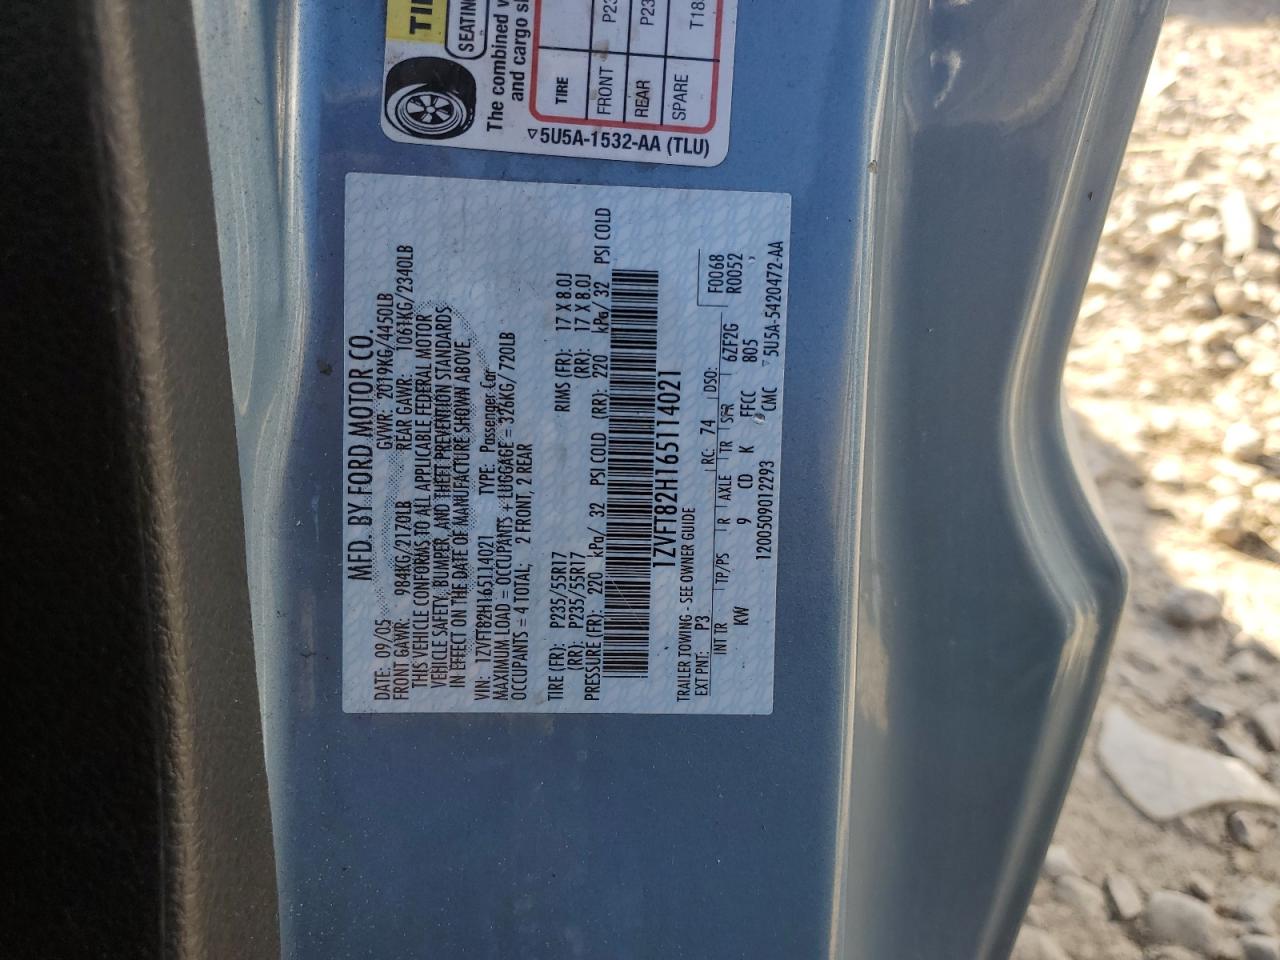 TIR
SEATING
The combined w
and cargo s
TIRE
FRONT P23
REAR P23
SPARE T18
▽5U5A-1532-AA (TLU)
MFD. BY FORD MOTOR CO.
DATE: 09/05 GVWR: 2019KG/4450LB
FRONT GAWR: 984KG/2170LB REAR GAWR: 1061KG/2340LB
THIS VEHICLE CONFORMS TO ALL APPLICABLE FEDERAL MOTOR
VEHICLE SAFETY, BUMPER, AND THEFT PREVENTION STANDARDS
IN EFFECT ON THE DATE OF MANUFACTURE SHOWN ABOVE.
VIN: 1ZVFT82H165114021 TYPE: Passenger Car
MAXIMUM LOAD = OCCUPANTS + LUGGAGE = 326KG/720LB
OCCUPANTS = 4 TOTAL; 2 FRONT, 2 REAR
TIRE (FR): P235/55R17 RIMS (FR): 17 X 8.0J
(RR): P235/55R17 (RR): 17 X 8.0J
PRESSURE (FR): 220 kPa/ 32 PSI COLD (RR): 220 kPa/ 32 PSI COLD
1ZVFT82H165114021
TRAILER TOWING - SEE OWNER GUIDE F0068
EXT PNT: P3 RC: 74 DSO: R0052
INT TR TP/PS R AXLE TR SPR 6ZF2G
KW 9 CD K FFCC 805
1200509012293 CMC ▽5U5A-5420472-AA